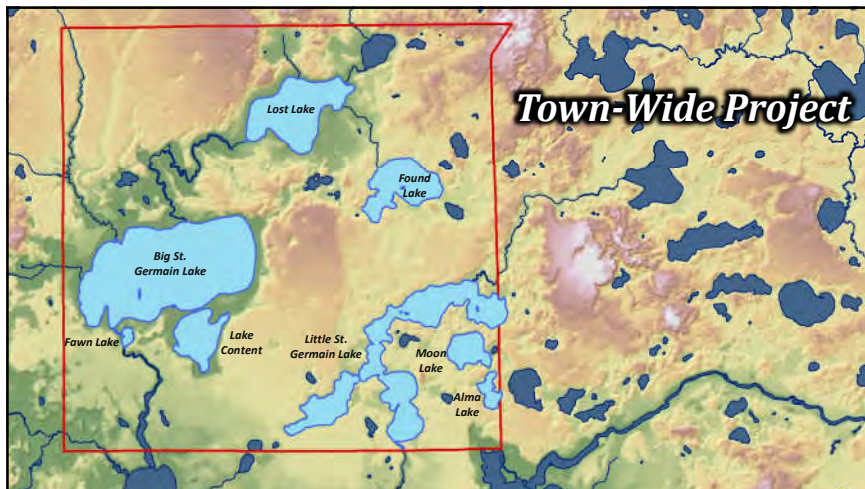 Town-Wide Project
Lost Lake
Found
Lake
Big St.
Germain Lake
Fawn Lake
Lake
Content
Little St.
Germain Lake
Moon
Lake
Alma
Lake